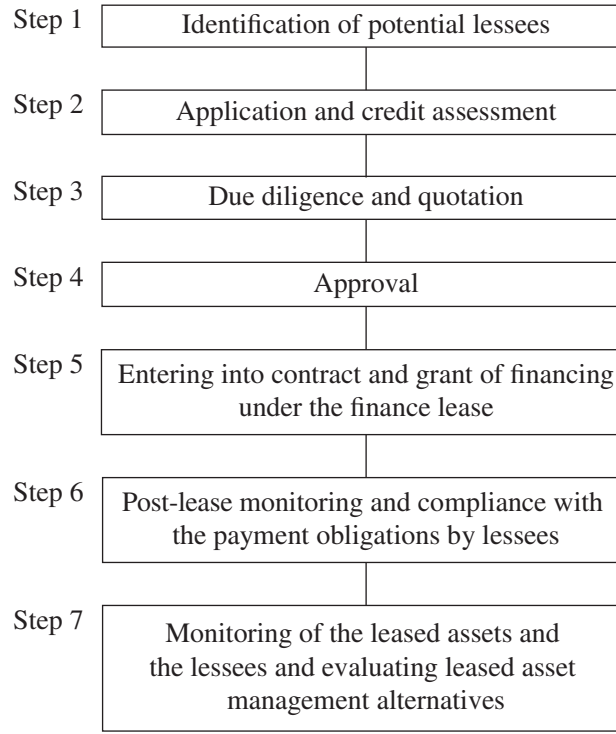 Step 1 Identification of potential lessees
Step 2 Application and credit assessment
Step 3 Due diligence and quotation
Step 4 Approval
Step 5 Entering into contract and grant of financing
under the finance lease
Step 6 Post-lease monitoring and compliance with
the payment obligations by lessees
Step 7 Monitoring of the leased assets and
the lessees and evaluating leased asset
management alternatives